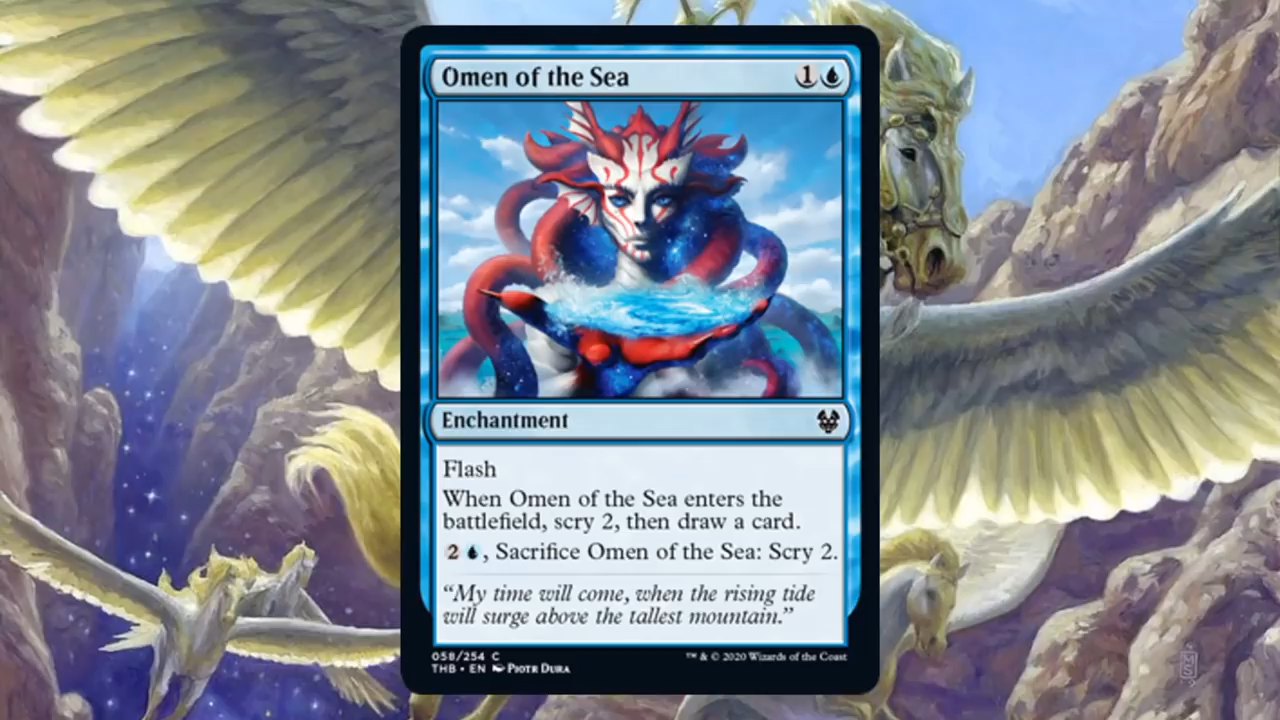 Omen of the Sea 1
Enchantment
Flash
When Omen of the Sea enters the
battlefield, scry 2, then draw a card.
2 , Sacrifice Omen of the Sea: Scry 2.
“My time will come, when the rising tide
will surge above the tallest mountain.”
058/254 C ™ & © 2020 Wizards of the Coast
THB • EN Piotr Dura